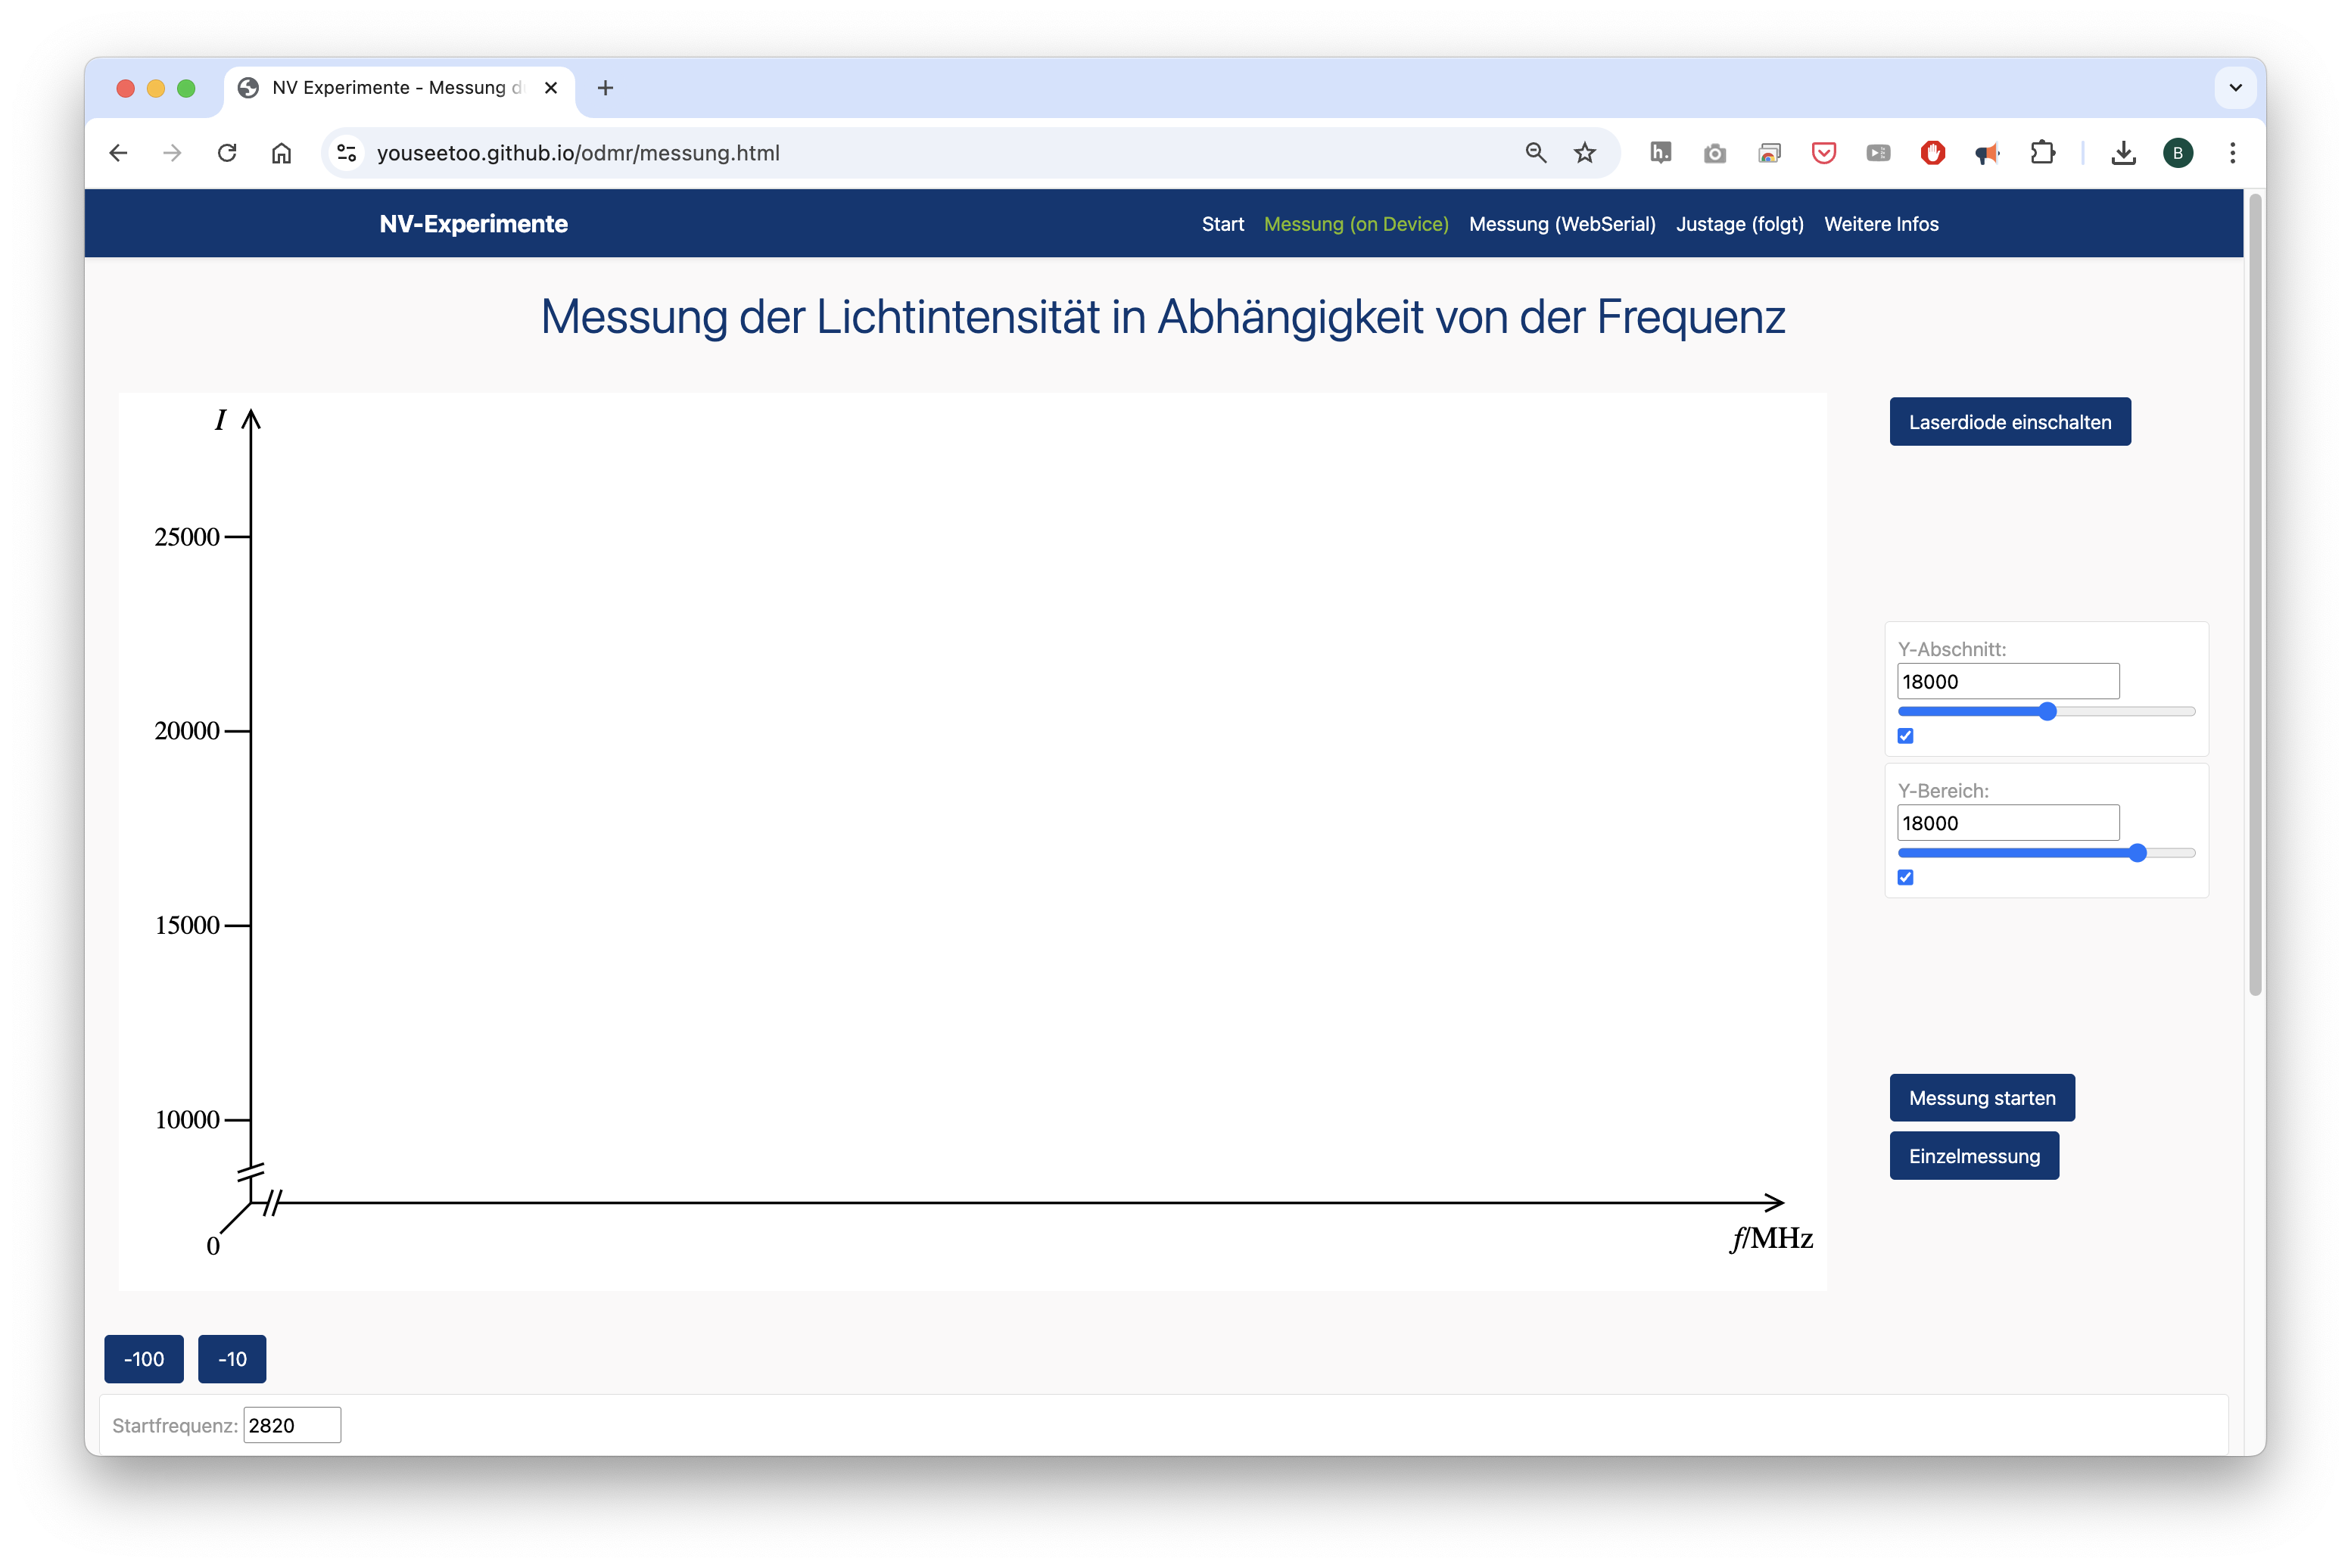 NV Experimente - Messung d
youseetoo.github.io/odmr/messung.html
h.
B
NV-Experimente
Start Messung (on Device) Messung (WebSerial) Justage (folgt) Weitere Infos
Messung der Lichtintensität in Abhängigkeit von der Frequenz
I
25000
20000
15000
10000
0
f/MHz
Laserdiode einschalten
Y-Abschnitt:
18000
Y-Bereich:
18000
Messung starten
Einzelmessung
-100 -10
Startfrequenz: 2820